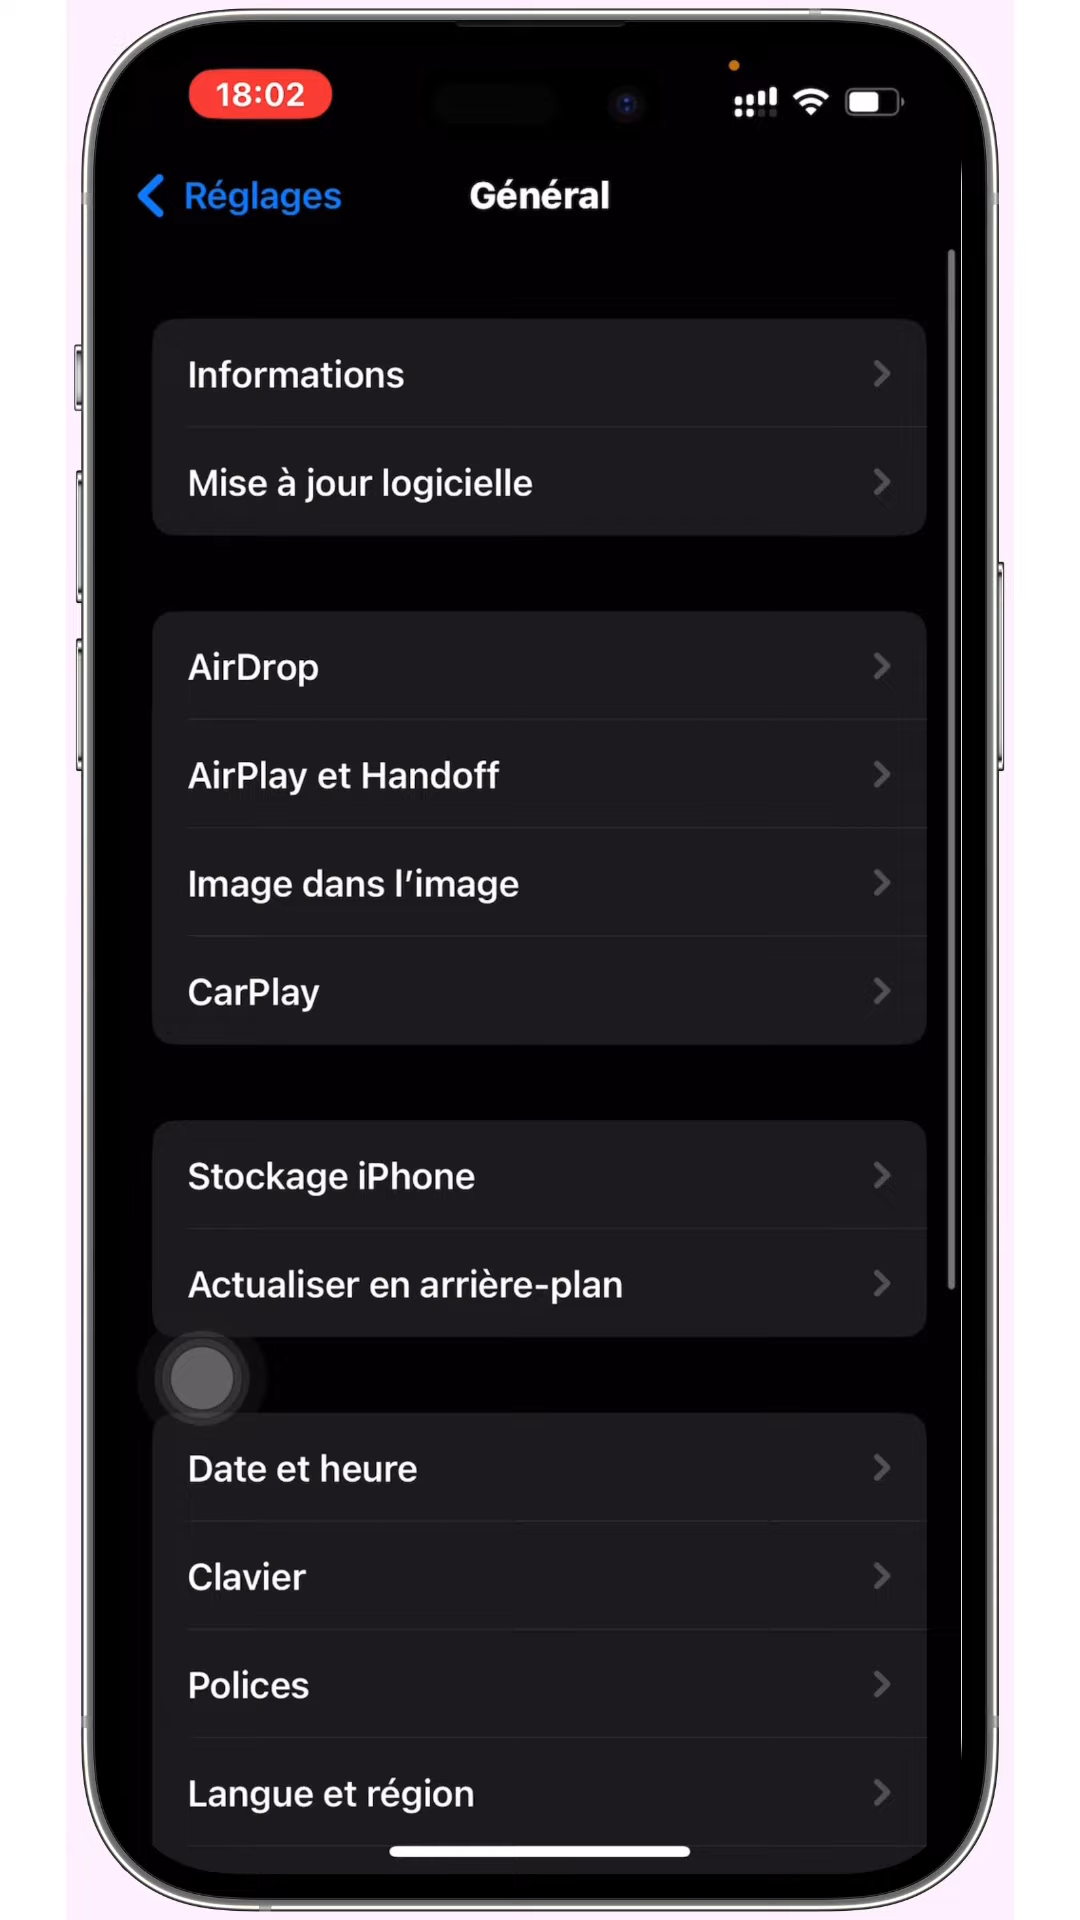 18:02
Réglages
Général
Informations
Mise à jour logicielle
AirDrop
AirPlay et Handoff
Image dans l’image
CarPlay
Stockage iPhone
Actualiser en arrière-plan
Date et heure
Clavier
Polices
Langue et région